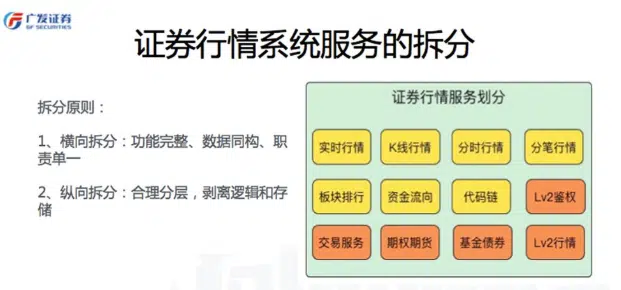 广发证券
GF SECURITIES
证券行情系统服务的拆分
拆分原则：
1、横向拆分：功能完整、数据同构、职
责单一
2、纵向拆分：合理分层，剥离逻辑和存
储
证券行情服务划分
实时行情 K线行情 分时行情 分笔行情
板块排行 资金流向 代码链 Lv2鉴权
交易服务 期权期货 基金债券 Lv2行情